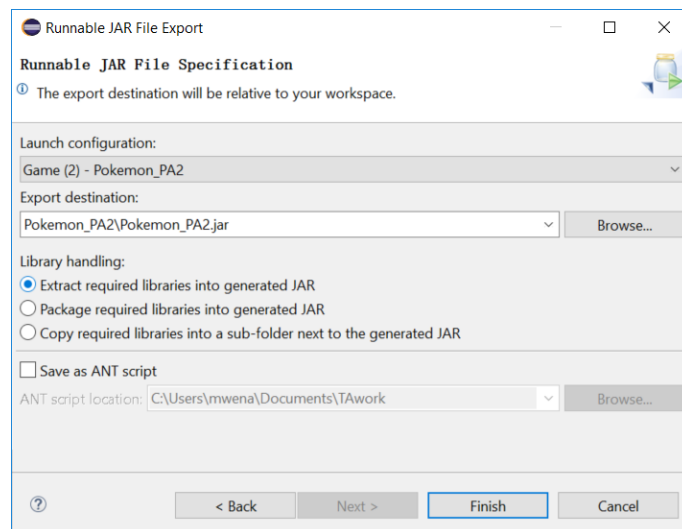 Runnable JAR File Export
Runnable JAR File Specification
The export destination will be relative to your workspace.
Launch configuration:
Game (2) - Pokemon_PA2
Export destination:
Pokemon_PA2\Pokemon_PA2.jar
Browse...
Library handling:
Extract required libraries into generated JAR
Package required libraries into generated JAR
Copy required libraries into a sub-folder next to the generated JAR
Save as ANT script
ANT script location: C:\Users\mwena\Documents\TAwork Browse...
? < Back Next > Finish Cancel